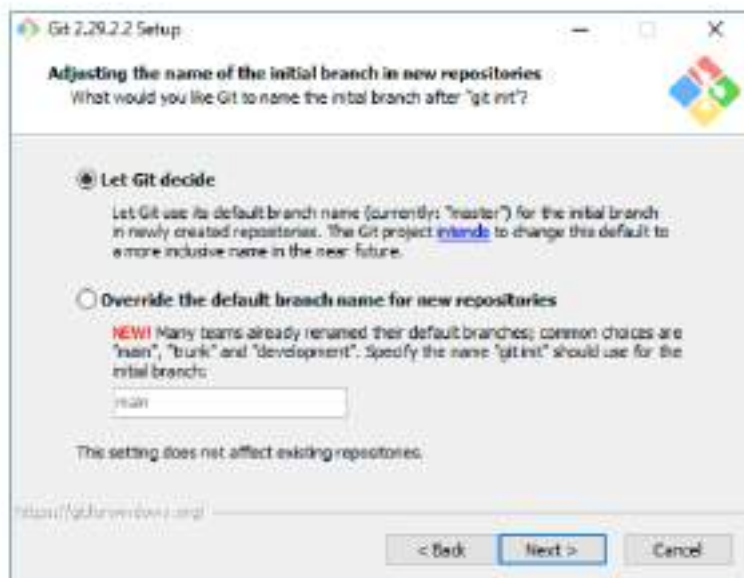 Git 2.29.2.2 Setup
Adjusting the name of the initial branch in new repositories
What would you like Git to name the initial branch after "git init"?
Let Git decide
Let Git use its default branch name (currently: "master") for the initial branch
in newly created repositories. The Git project intends to change this default to
a more inclusive name in the near future.
Override the default branch name for new repositories
NEW! Many teams already renamed their default branches; common choices are
"main", "trunk" and "development". Specify the name "git init" should use for the
initial branch:
main
This setting does not affect existing repositories.
https://gitforwindows.org/
< Back
Next >
Cancel